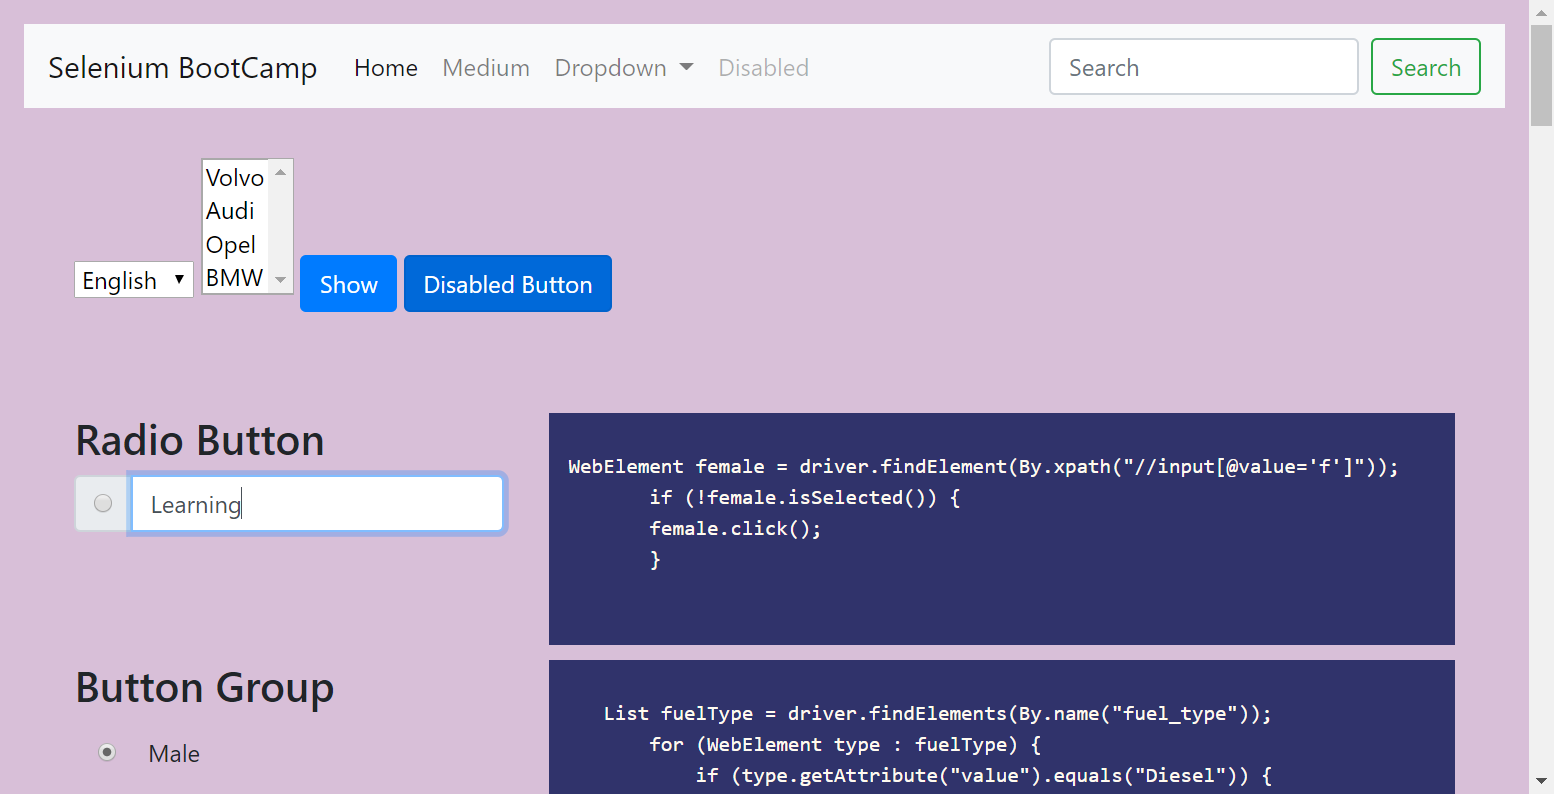 Selenium BootCamp Home Medium Dropdown Disabled Search Search
Volvo
Audi
Opel
BMW
English Show Disabled Button
Radio Button
Learning
WebElement female = driver.findElement(By.xpath("//input[@value='f']"));
if (!female.isSelected()) {
female.click();
}
Button Group
Male
List fuelType = driver.findElements(By.name("fuel_type"));
for (WebElement type : fuelType) {
if (type.getAttribute("value").equals("Diesel")) {